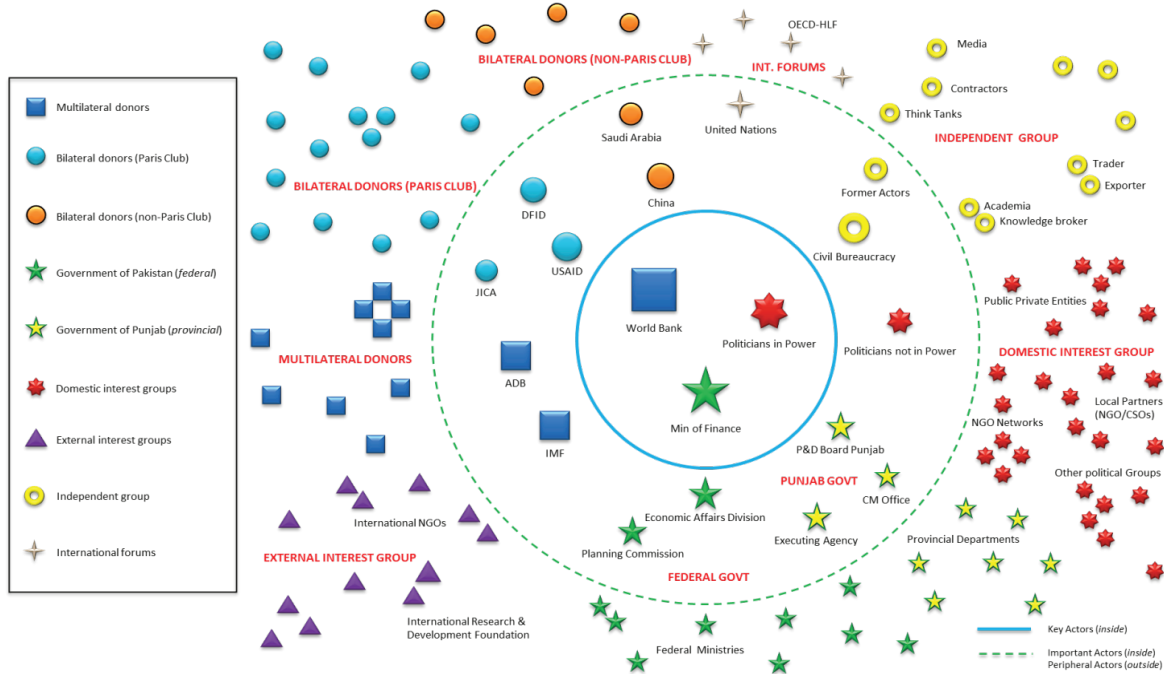 Multilateral donors
Bilateral donors (Paris Club)
Bilateral donors (non-Paris Club)
Government of Pakistan (federal)
Government of Punjab (provincial)
Domestic interest groups
External interest groups
Independent group
International forums
BILATERAL DONORS (NON-PARIS CLUB)
OECD-HLF
INT. FORUMS
Media
Contractors
Think Tanks
INDEPENDENT GROUP
Saudi Arabia
United Nations
Trader
Exporter
BILATERAL DONORS (PARIS CLUB)
DFID
China
Former Actors
Academia
Knowledge broker
USAID
Civil Bureaucracy
JICA
Public Private Entities
World Bank
Politicians in Power
Politicians not in Power
MULTILATERAL DONORS
DOMESTIC INTEREST GROUP
ADB
Local Partners
(NGO/CSOs)
NGO Networks
Min of Finance
IMF
P&D Board Punjab
Other political Groups
PUNJAB GOVT
CM Office
International NGOs
Economic Affairs Division
Executing Agency
Provincial Departments
Planning Commission
EXTERNAL INTEREST GROUP
FEDERAL GOVT
International Research &
Development Foundation
Federal Ministries
Key Actors (inside)
Important Actors (inside)
Peripheral Actors (outside)